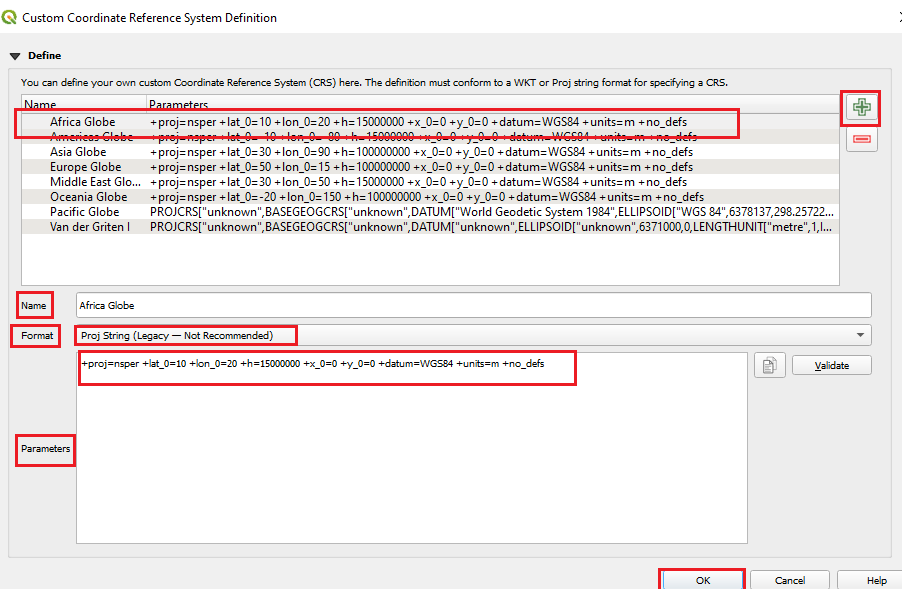 Custom Coordinate Reference System Definition
Define
You can define your own custom Coordinate Reference System (CRS) here. The definition must conform to a WKT or Proj string format for specifying a CRS.
Name Parameters
Africa Globe +proj=nsper +lat_0=10 +lon_0=20 +h=15000000 +x_0=0 +y_0=0 +datum=WGS84 +units=m +no_defs
Americas Globe +proj=nsper +lat_0=-10 +lon_0=-80 +h=15000000 +x_0=0 +y_0=0 +datum=WGS84 +units=m +no_defs
Asia Globe +proj=nsper +lat_0=30 +lon_0=90 +h=100000000 +x_0=0 +y_0=0 +datum=WGS84 +units=m +no_defs
Europe Globe +proj=nsper +lat_0=50 +lon_0=15 +h=100000000 +x_0=0 +y_0=0 +datum=WGS84 +units=m +no_defs
Middle East Glo... +proj=nsper +lat_0=30 +lon_0=50 +h=15000000 +x_0=0 +y_0=0 +datum=WGS84 +units=m +no_defs
Oceania Globe +proj=nsper +lat_0=-20 +lon_0=150 +h=100000000 +x_0=0 +y_0=0 +datum=WGS84 +units=m +no_defs
Pacific Globe PROJCRS["unknown",BASEGEOGCRS["unknown",DATUM["World Geodetic System 1984",ELLIPSOID["WGS 84",6378137,298.25722...
Van der Griten I PROJCRS["unknown",BASEGEOGCRS["unknown",DATUM["unknown",ELLIPSOID["unknown",6371000,0,LENGTHUNIT["metre",1,I...
Name Africa Globe
Format Proj String (Legacy — Not Recommended)
+proj=nsper +lat_0=10 +lon_0=20 +h=15000000 +x_0=0 +y_0=0 +datum=WGS84 +units=m +no_defs
Validate
Parameters
OK Cancel Help